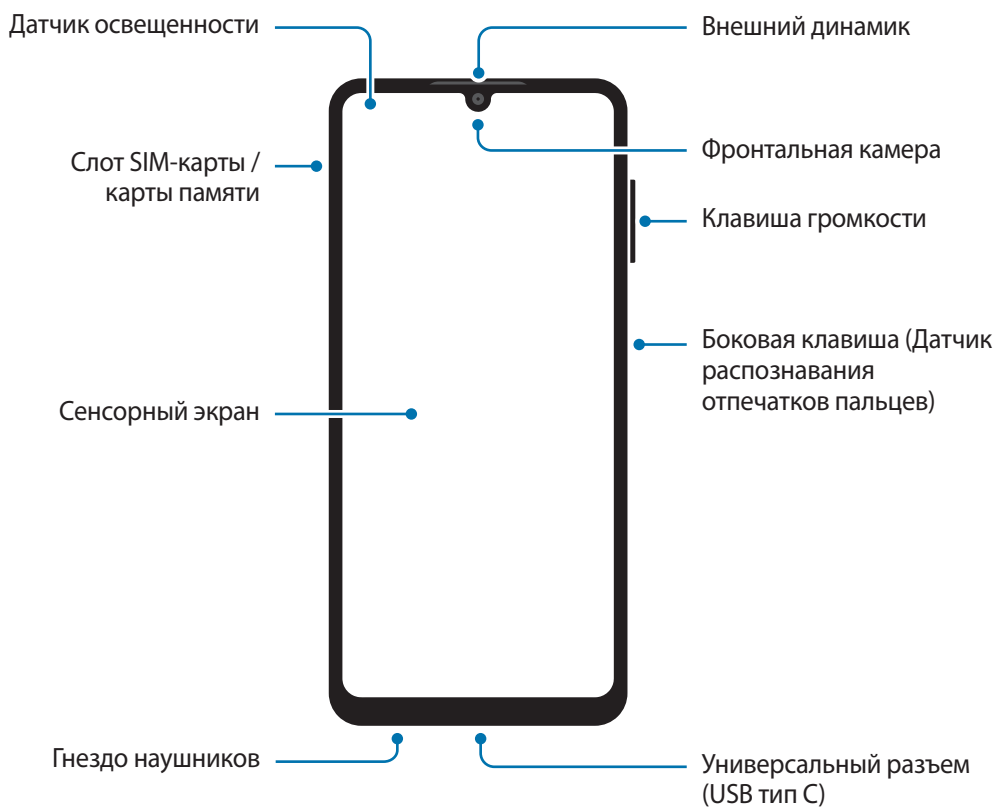 Датчик освещенности
Внешний динамик
Слот SIM-карты /
карты памяти
Фронтальная камера
Клавиша громкости
Боковая клавиша (Датчик
распознавания
отпечатков пальцев)
Сенсорный экран
Гнездо наушников
Универсальный разъем
(USB тип C)